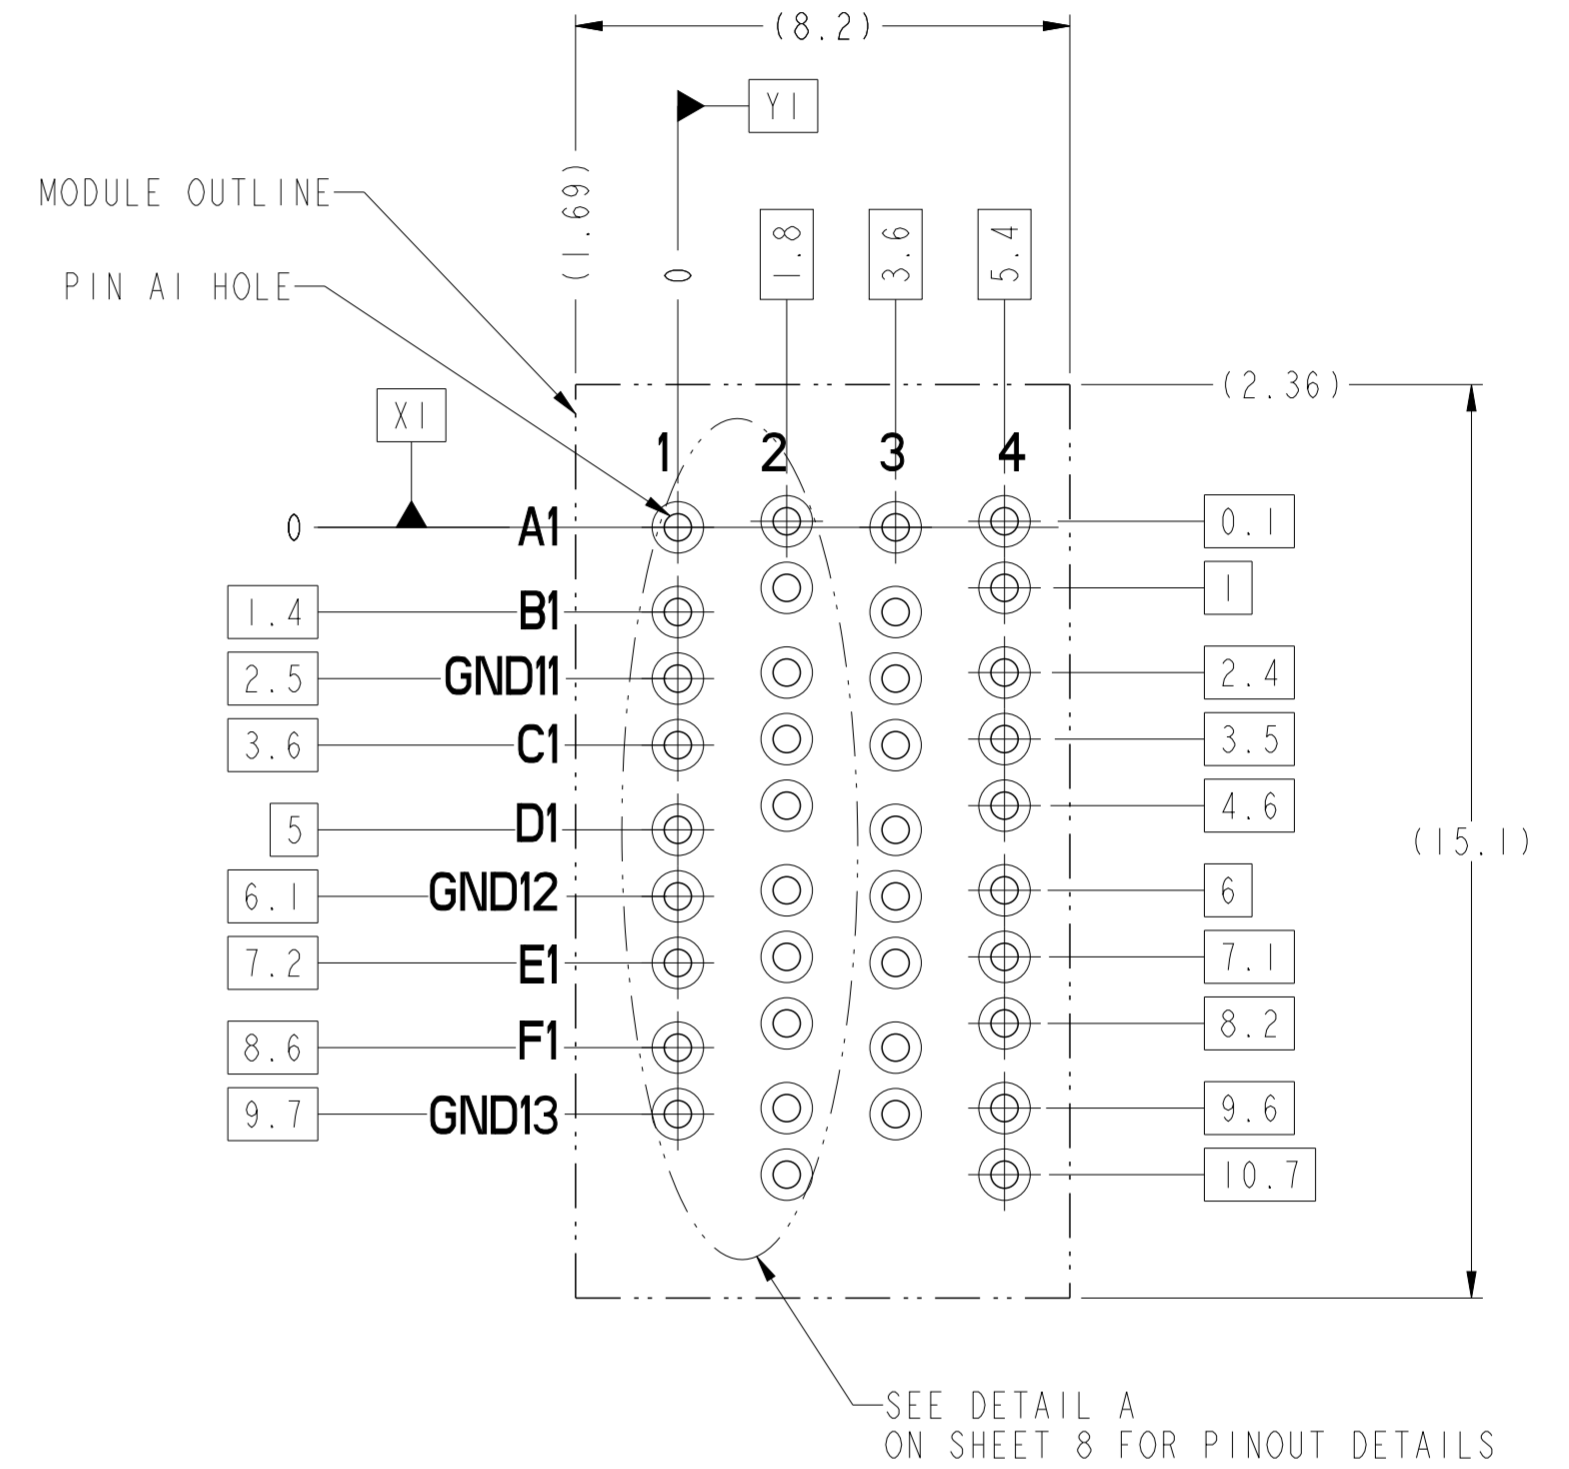 (8.2)
Y1
MODULE OUTLINE
(1.69)
0
1.8
3.6
5.4
PIN A1 HOLE
(2.36)
X1
1 2 3 4
0 A1 0.1
1
1.4 B1
2.5 GND11 2.4
3.6 C1 3.5
4.6
5 D1
(15.1)
6.1 GND12 6
7.2 E1 7.1
8.2
8.6 F1
9.7 GND13 9.6
10.7
SEE DETAIL A
ON SHEET 8 FOR PINOUT DETAILS